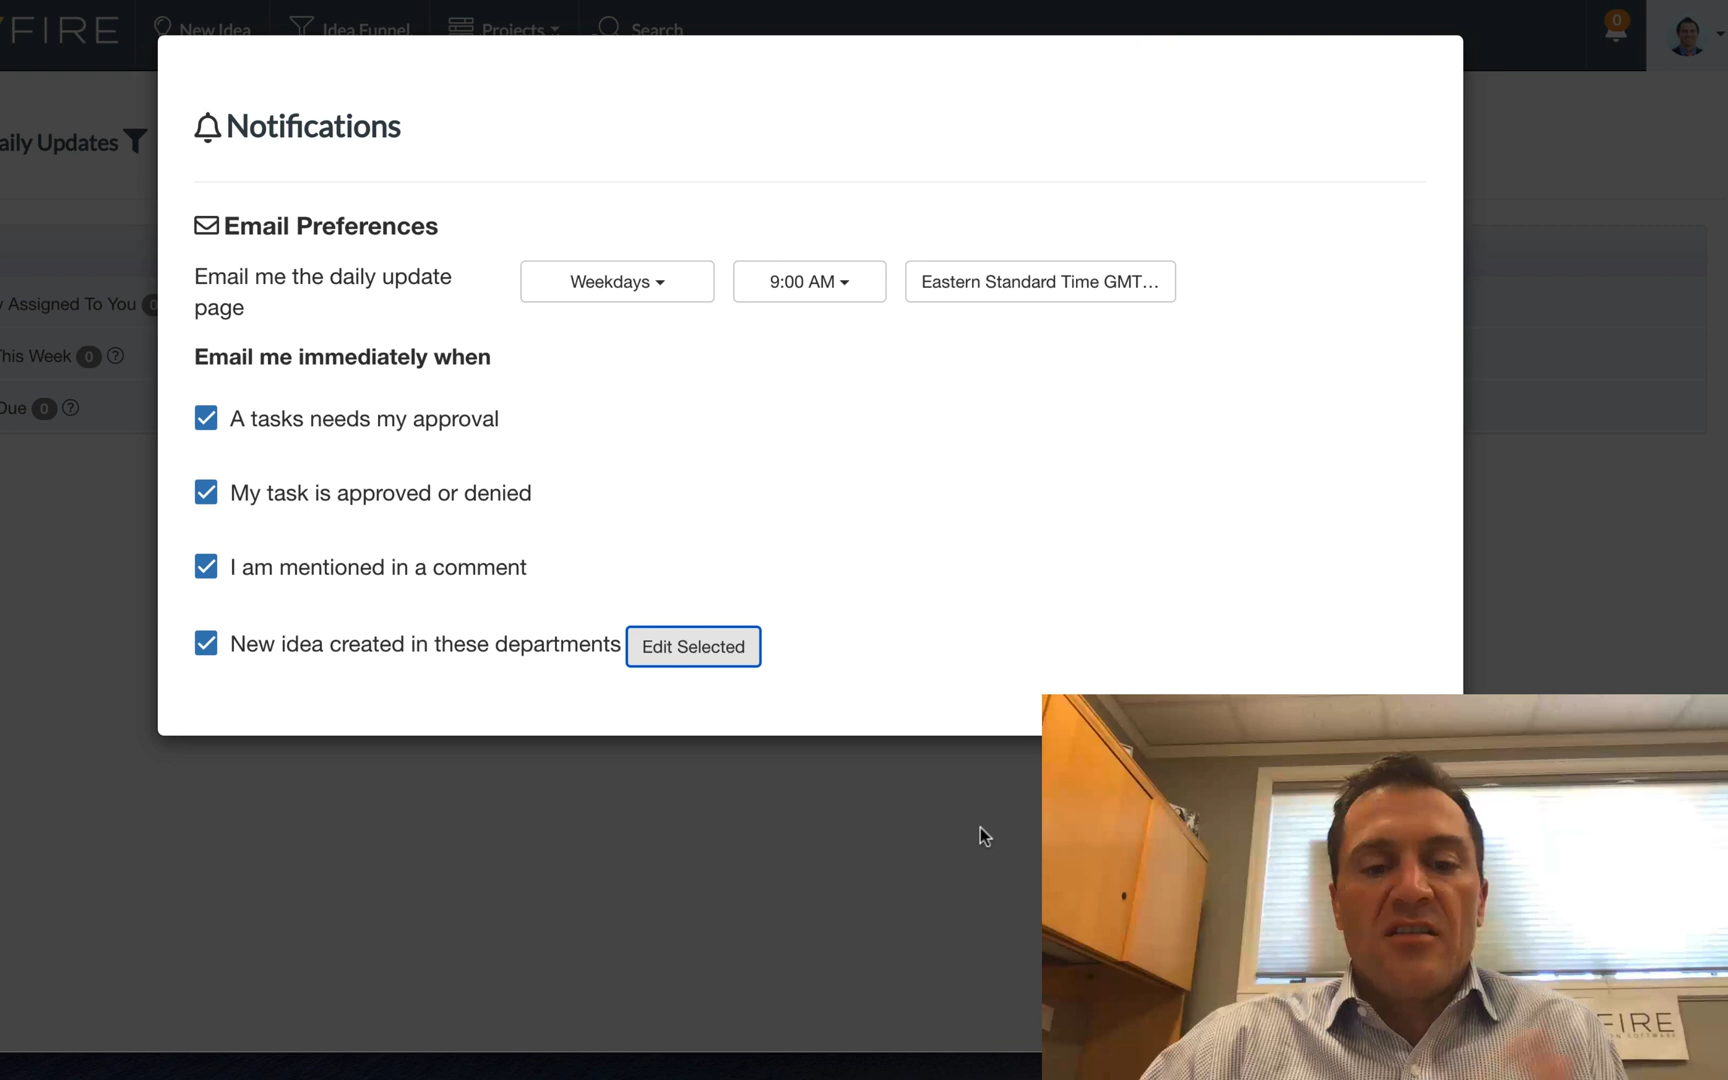 FIRE
New Idea
Idea Funnel
Projects
Search
0
Notifications
aily Updates
Email Preferences
Email me the daily update
page
Weekdays
9:00 AM
Eastern Standard Time GMT...
Assigned To You
This Week 0
Due 0
Email me immediately when
A tasks needs my approval
My task is approved or denied
I am mentioned in a comment
New idea created in these departments
Edit Selected
FIRE